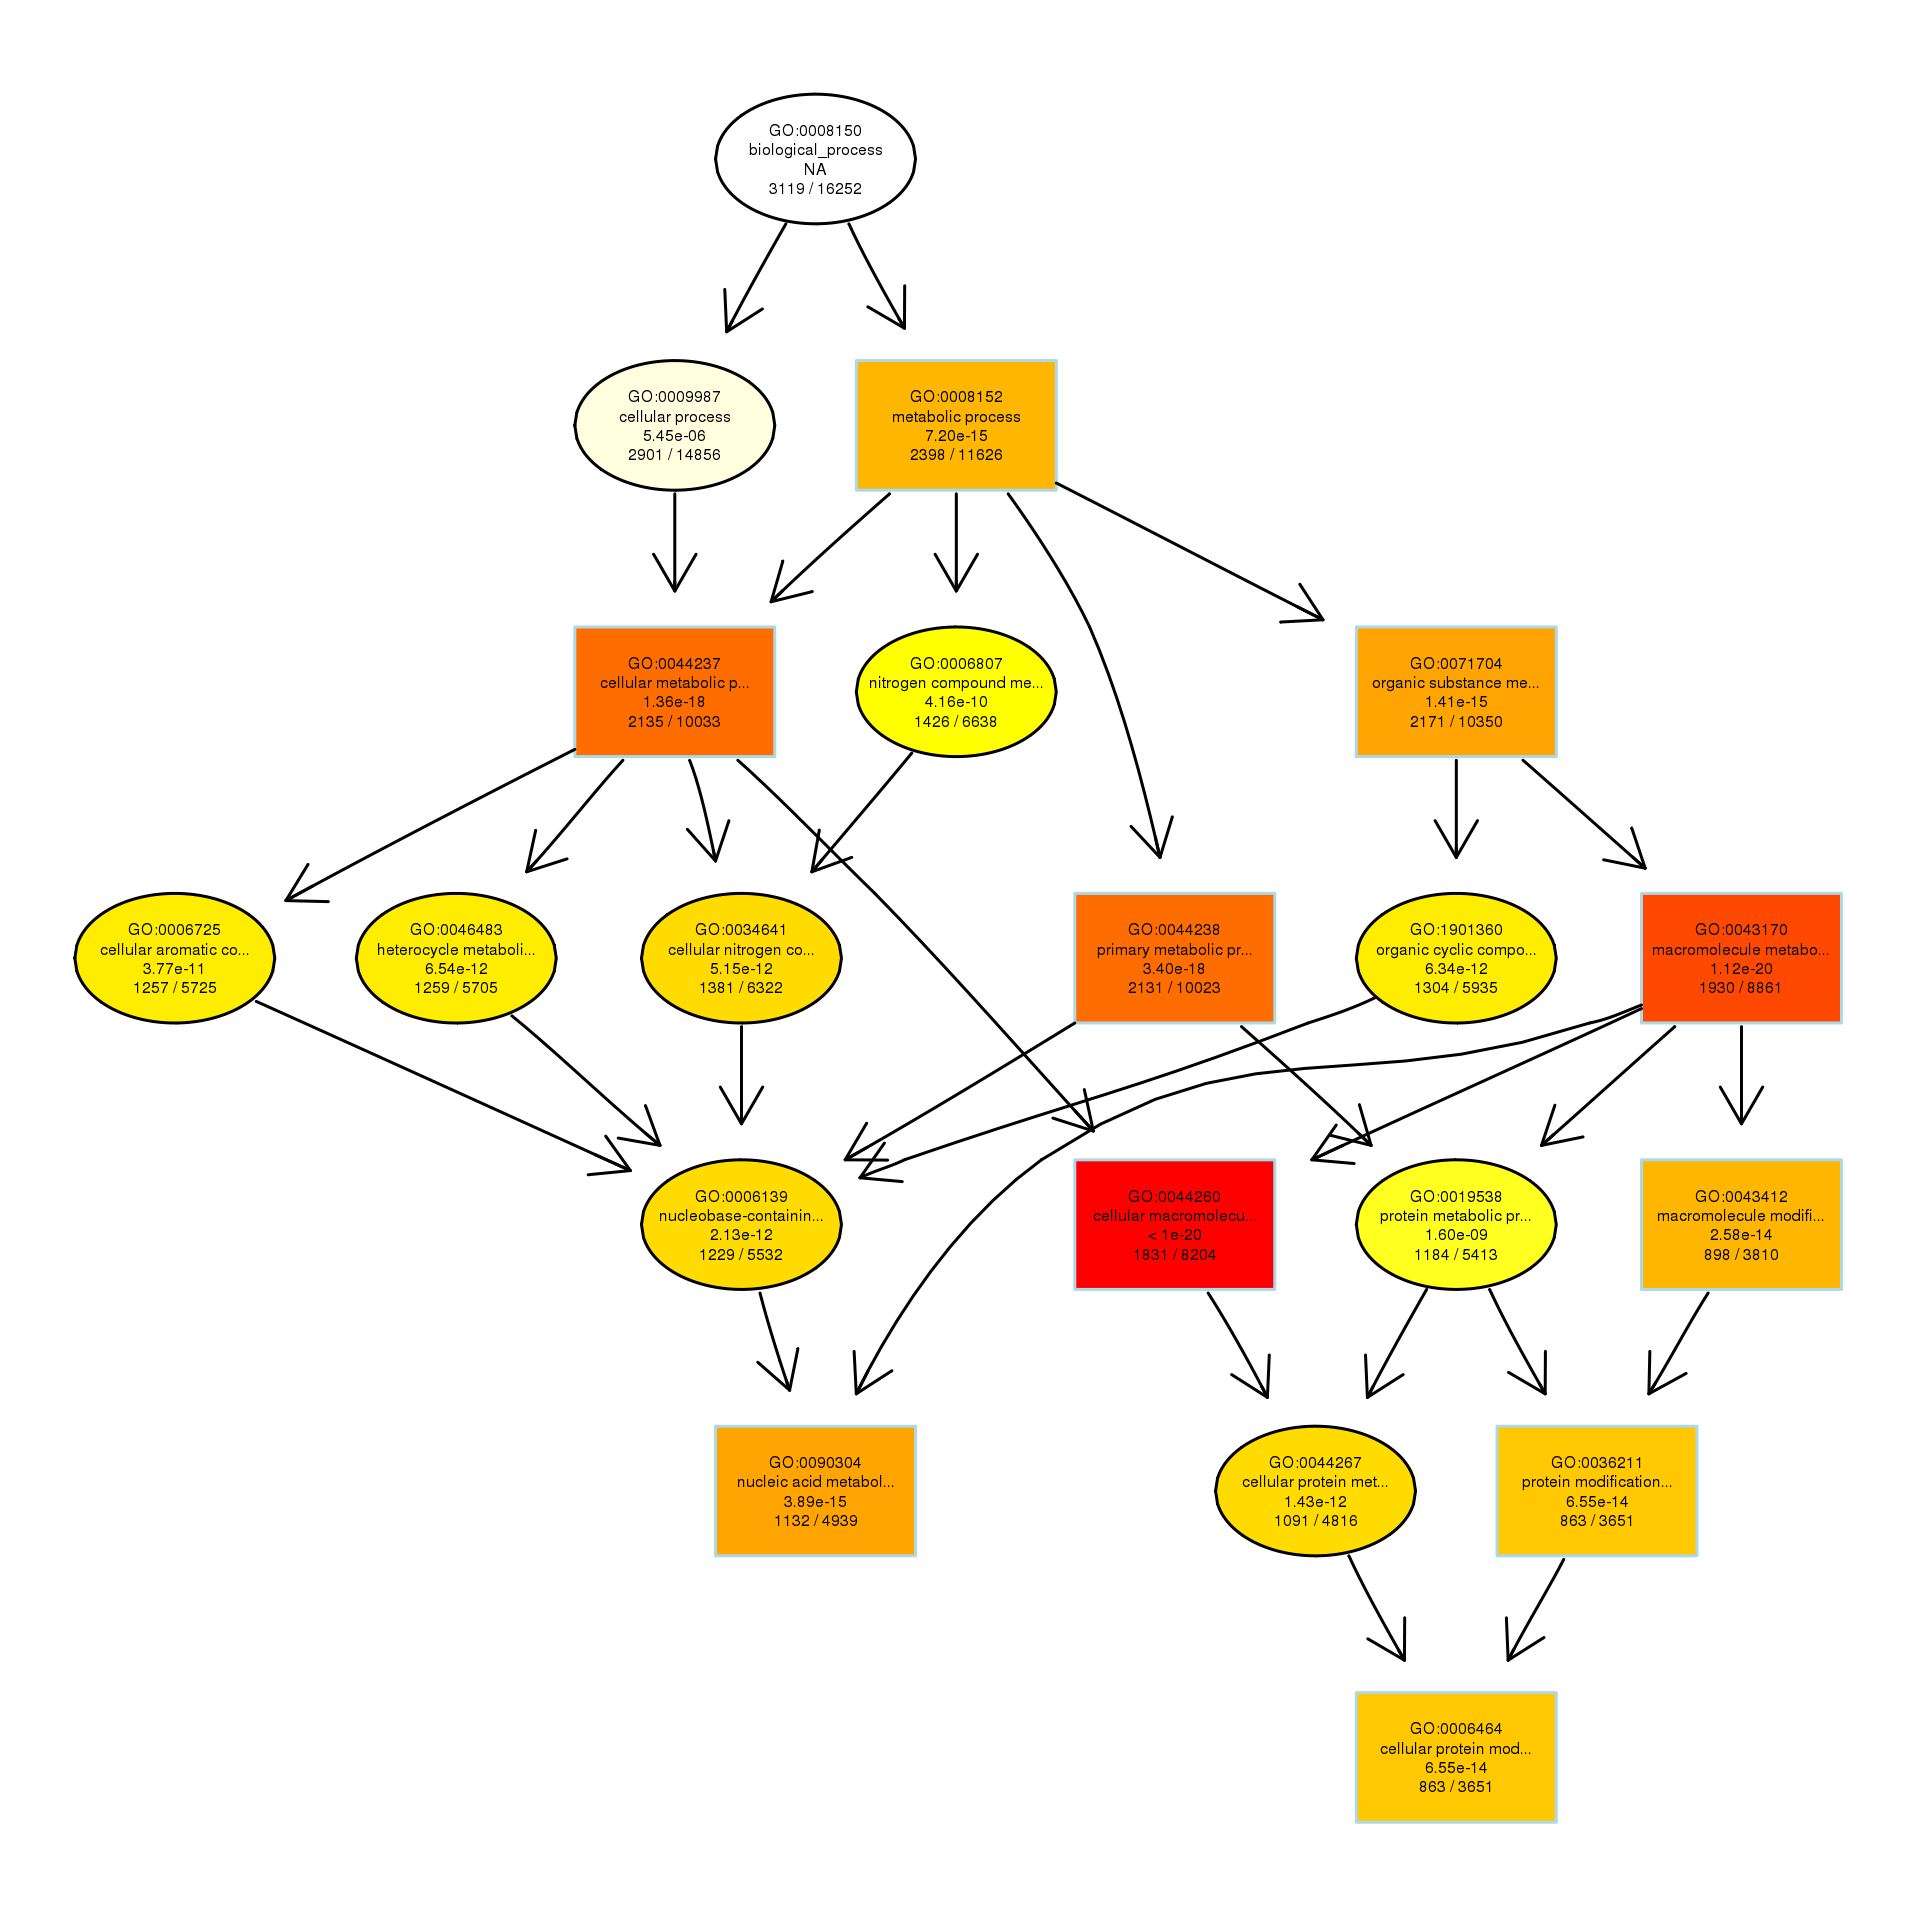 GO:0008150
biological_process
NA
3119 / 16252
GO:0009987
cellular process
5.45e-06
2901 / 14856
GO:0008152
metabolic process
7.20e-15
2398 / 11626
GO:0044237
cellular metabolic p...
1.36e-18
2135 / 10033
GO:0006807
nitrogen compound me...
4.16e-10
1426 / 6638
GO:0071704
organic substance me...
1.41e-15
2171 / 10350
GO:0006725
cellular aromatic co...
3.77e-11
1257 / 5725
GO:0046483
heterocycle metaboli...
6.54e-12
1259 / 5705
GO:0034641
cellular nitrogen co...
5.15e-12
1381 / 6322
GO:0044238
primary metabolic pr...
3.40e-18
2131 / 10023
GO:1901360
organic cyclic compo...
6.34e-12
1304 / 5935
GO:0043170
macromolecule metabo...
1.12e-20
1930 / 8861
GO:0006139
nucleobase-containin...
2.13e-12
1229 / 5532
GO:0044260
cellular macromolecu...
< 1e-20
1831 / 8204
GO:0019538
protein metabolic pr...
1.60e-09
1184 / 5413
GO:0043412
macromolecule modifi...
2.58e-14
898 / 3810
GO:0090304
nucleic acid metabol...
3.89e-15
1132 / 4939
GO:0044267
cellular protein met...
1.43e-12
1091 / 4816
GO:0036211
protein modification...
6.55e-14
863 / 3651
GO:0006464
cellular protein mod...
6.55e-14
863 / 3651